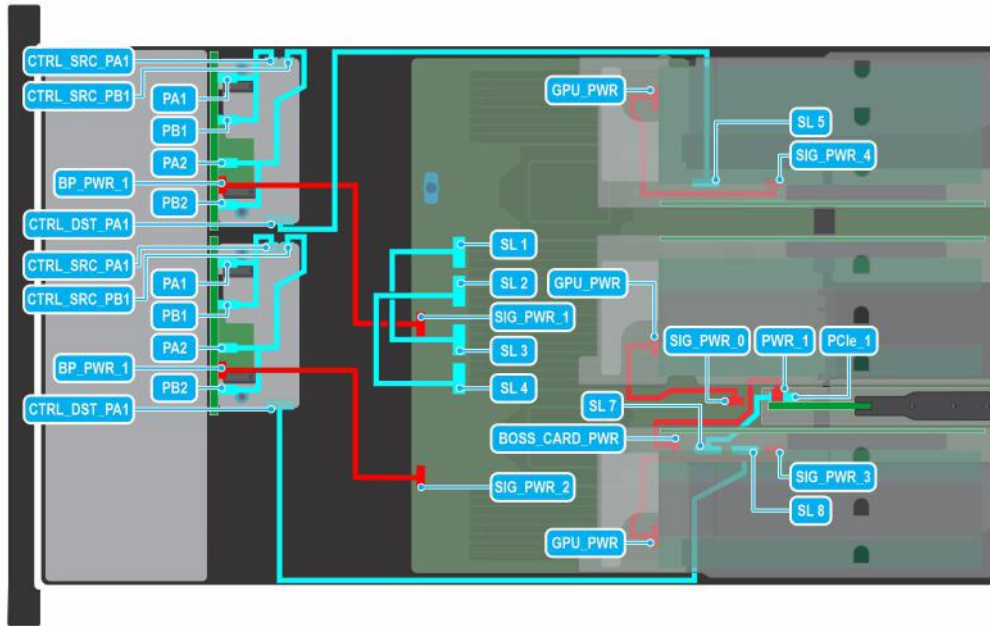 CTRL_SRC_PA1
CTRL_SRC_PB1
PA1
PB1
PA2
BP_PWR_1
PB2
CTRL_DST_PA1
CTRL_SRC_PA1
PA1
CTRL_SRC_PB1
PB1
PA2
BP_PWR_1
PB2
CTRL_DST_PA1
SL 1
SL 2
SIG_PWR_1
SL 3
SL 4
SIG_PWR_2
GPU_PWR
SL 5
SIG_PWR_4
GPU_PWR
SIG_PWR_0
PWR_1
PCIe_1
SL 7
BOSS_CARD_PWR
SIG_PWR_3
SL 8
GPU_PWR